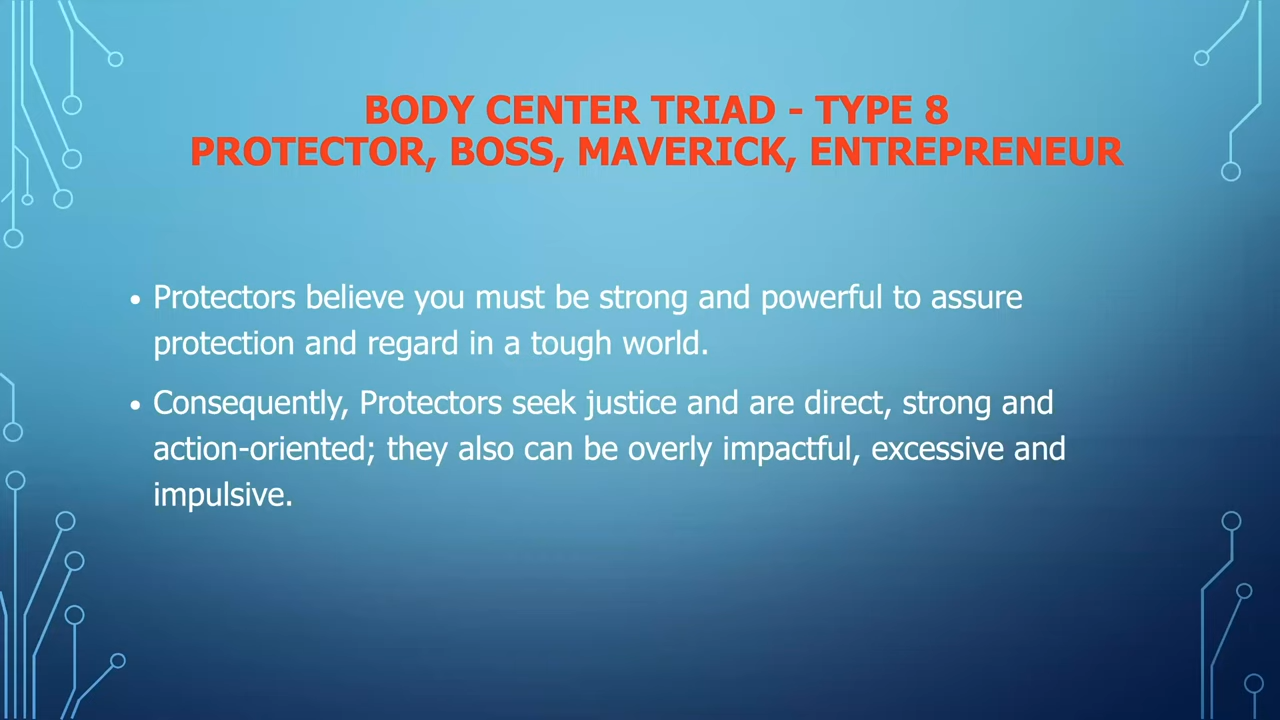 BODY CENTER TRIAD - TYPE 8
PROTECTOR, BOSS, MAVERICK, ENTREPRENEUR
• Protectors believe you must be strong and powerful to assure
protection and regard in a tough world.
• Consequently, Protectors seek justice and are direct, strong and
action-oriented; they also can be overly impactful, excessive and
impulsive.